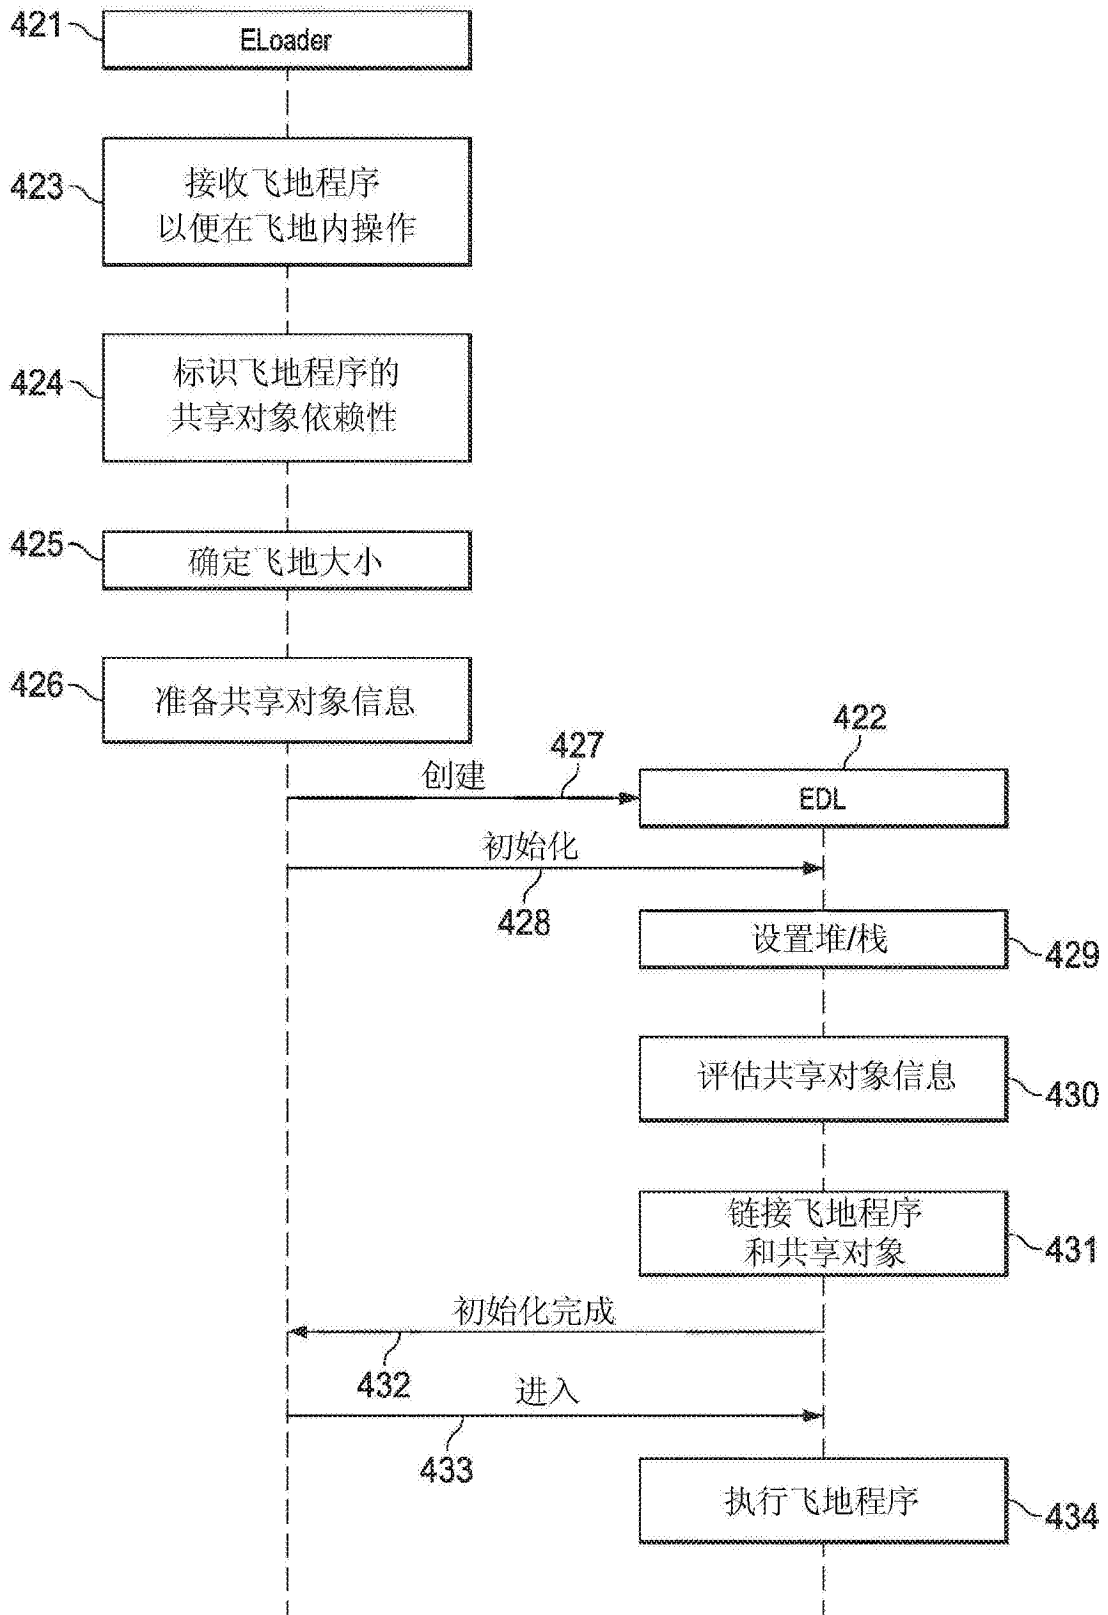 421
ELoader
423
接收飞地程序
以便在飞地内操作
424
标识飞地程序的
共享对象依赖性
425
确定飞地大小
426
准备共享对象信息
422
427
创建
EDL
初始化
428
设置堆/栈
429
评估共享对象信息
430
链接飞地程序
和共享对象
431
初始化完成
432
进入
433
执行飞地程序
434